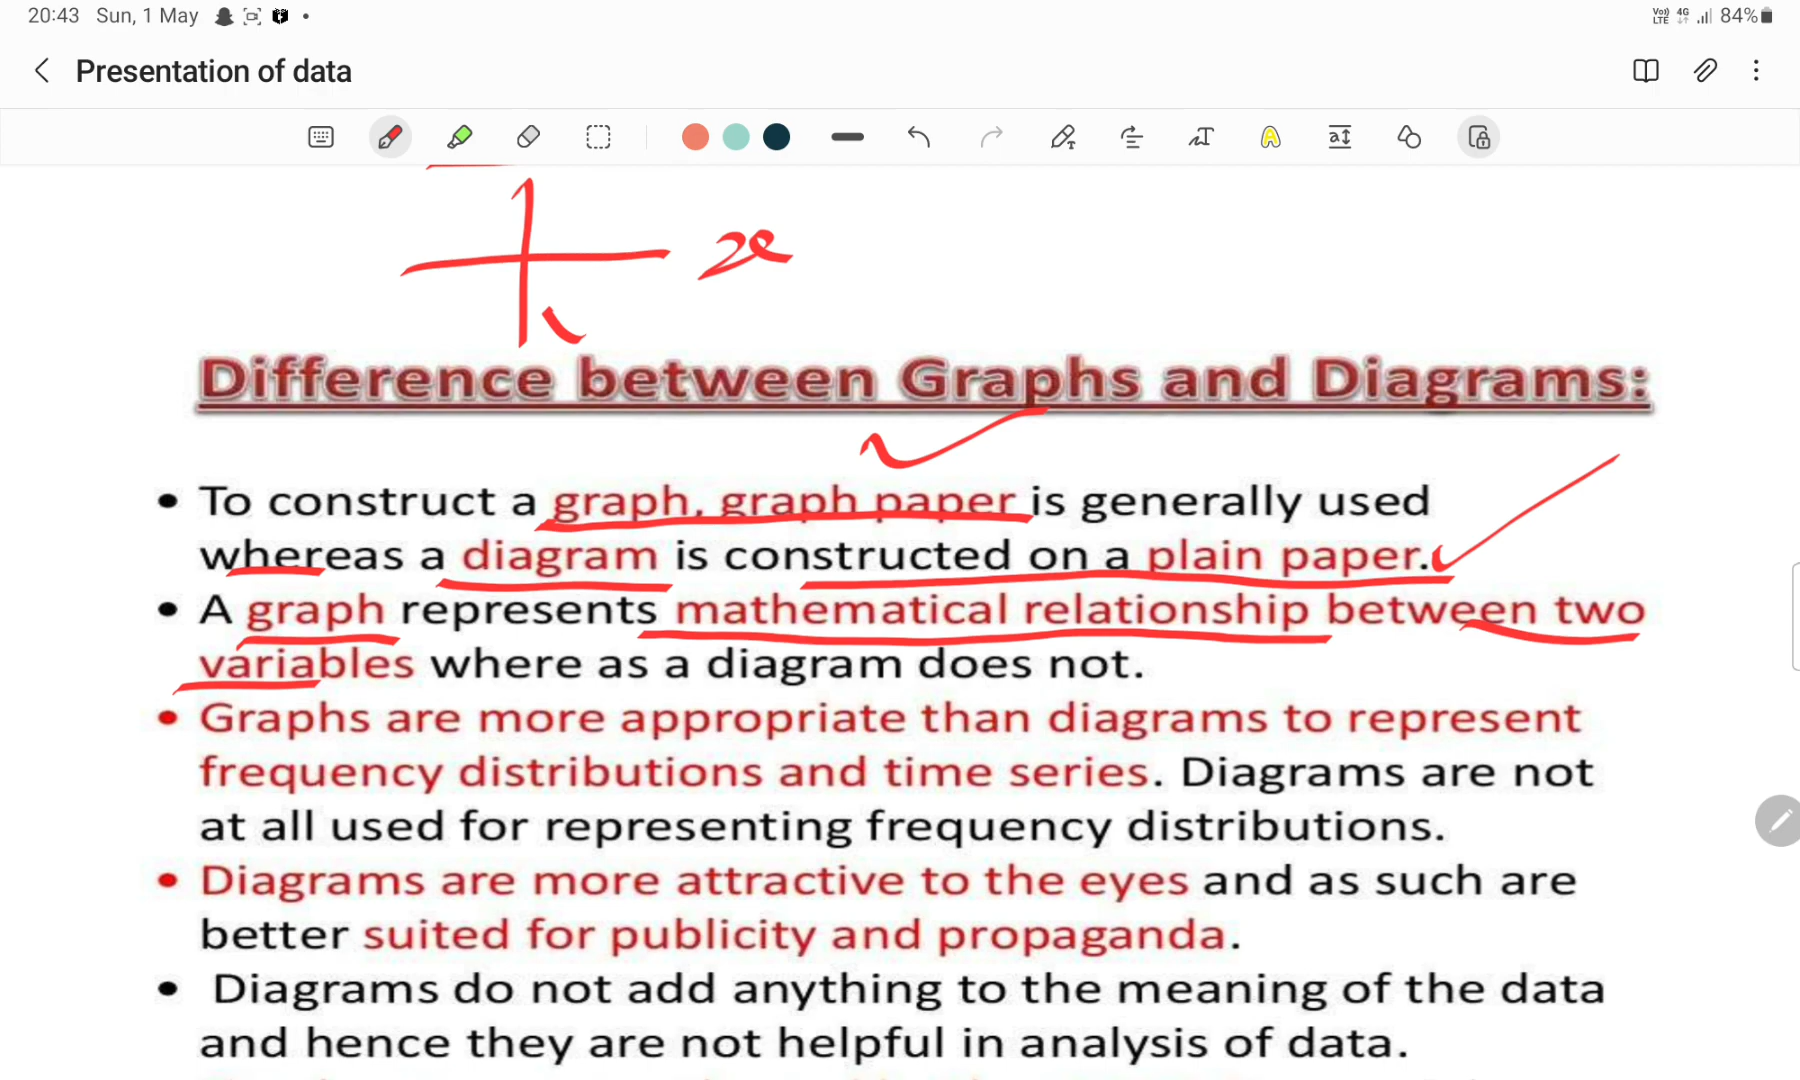 20:43 Sun, 1 May
Voo) LTE 4G 84%
Presentation of data
x
Difference between Graphs and Diagrams:
• To construct a graph, graph paper is generally used
whereas a diagram is constructed on a plain paper.
• A graph represents mathematical relationship between two
variables where as a diagram does not.
• Graphs are more appropriate than diagrams to represent
frequency distributions and time series. Diagrams are not
at all used for representing frequency distributions.
• Diagrams are more attractive to the eyes and as such are
better suited for publicity and propaganda.
• Diagrams do not add anything to the meaning of the data
and hence they are not helpful in analysis of data.